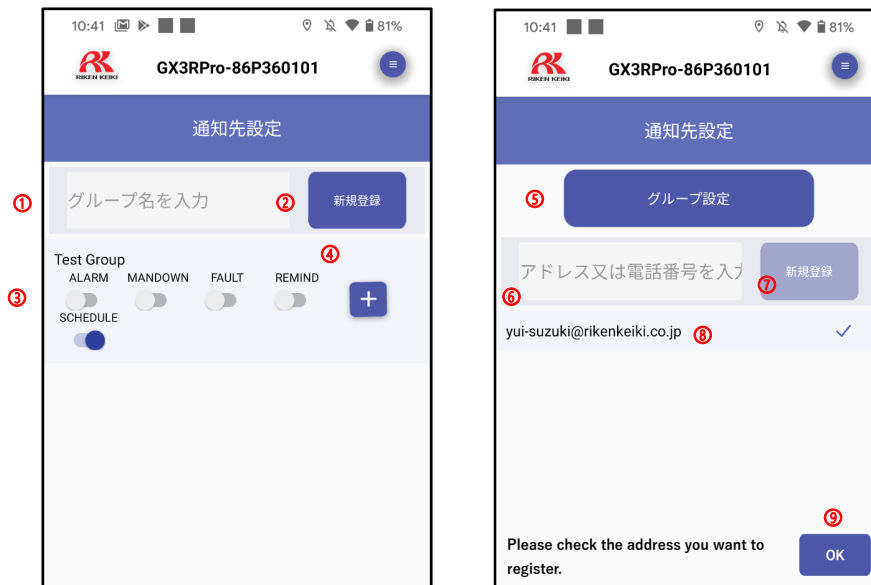 10:41
81%
RIKEN KEIKI
GX3RPro-86P360101
通知先設定
①
グループ名を入力
②
新規登録
④
Test Group
③
ALARM MANDOWN FAULT REMIND
+
SCHEDULE
10:41
81%
RIKEN KEIKI
GX3RPro-86P360101
通知先設定
⑤
グループ設定
アドレス又は電話番号を入力
⑦
新規登録
⑥
yui-suzuki@rikenkeiki.co.jp
⑧
⑨
Please check the address you want to
register.
OK